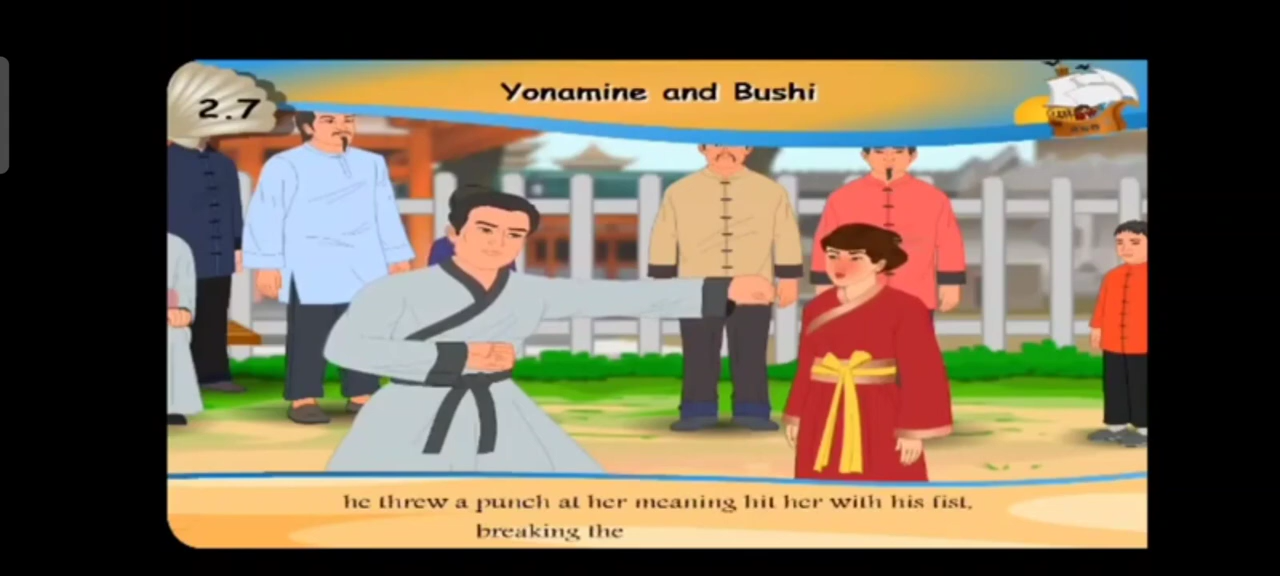 2.7
Yonamine and Bushi
he threw a punch at her meaning hit her with his fist,
breaking the